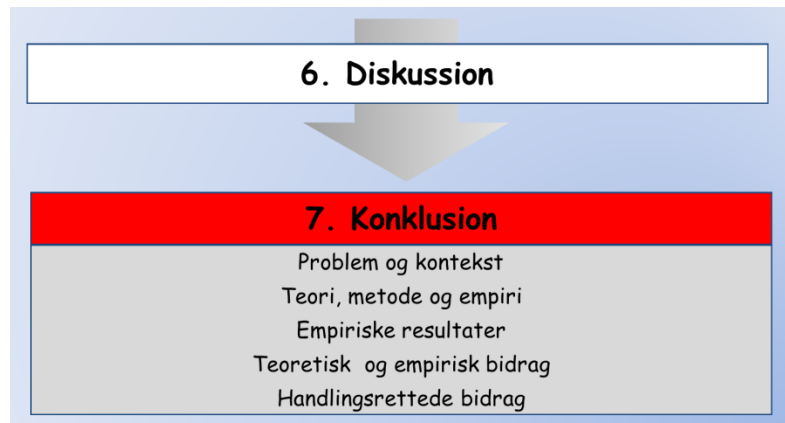 6. Diskussion
7. Konklusion
Problem og kontekst
Teori, metode og empiri
Empiriske resultater
Teoretisk og empirisk bidrag
Handlingsrettede bidrag